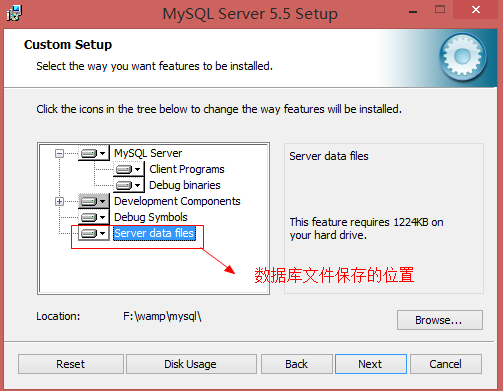 MySQL Server 5.5 Setup
Custom Setup
Select the way you want features to be installed.
Click the icons in the tree below to change the way features will be installed.
MySQL Server
Client Programs
Debug binaries
Development Components
Debug Symbols
Server data files
Server data files
This feature requires 1224KB on
your hard drive.
数据库文件保存的位置
Location: F:\wamp\mysql\
Browse...
Reset Disk Usage Back Next Cancel